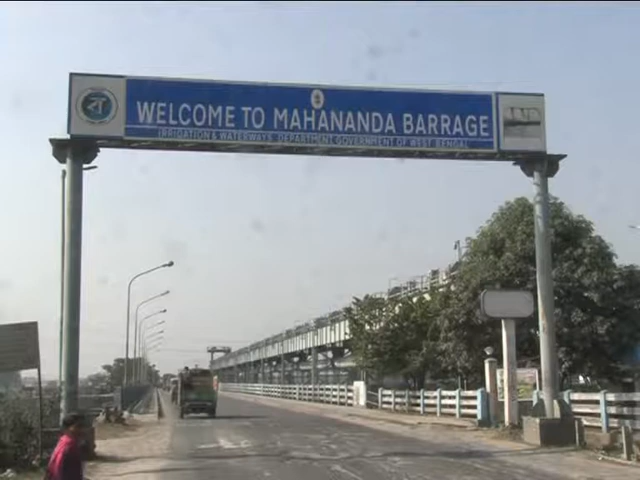 WELCOME TO MAHANANDA BARRAGE
IRRIGATION & WATERWAYS DEPARTMENT GOVERNMENT OF WEST BENGAL